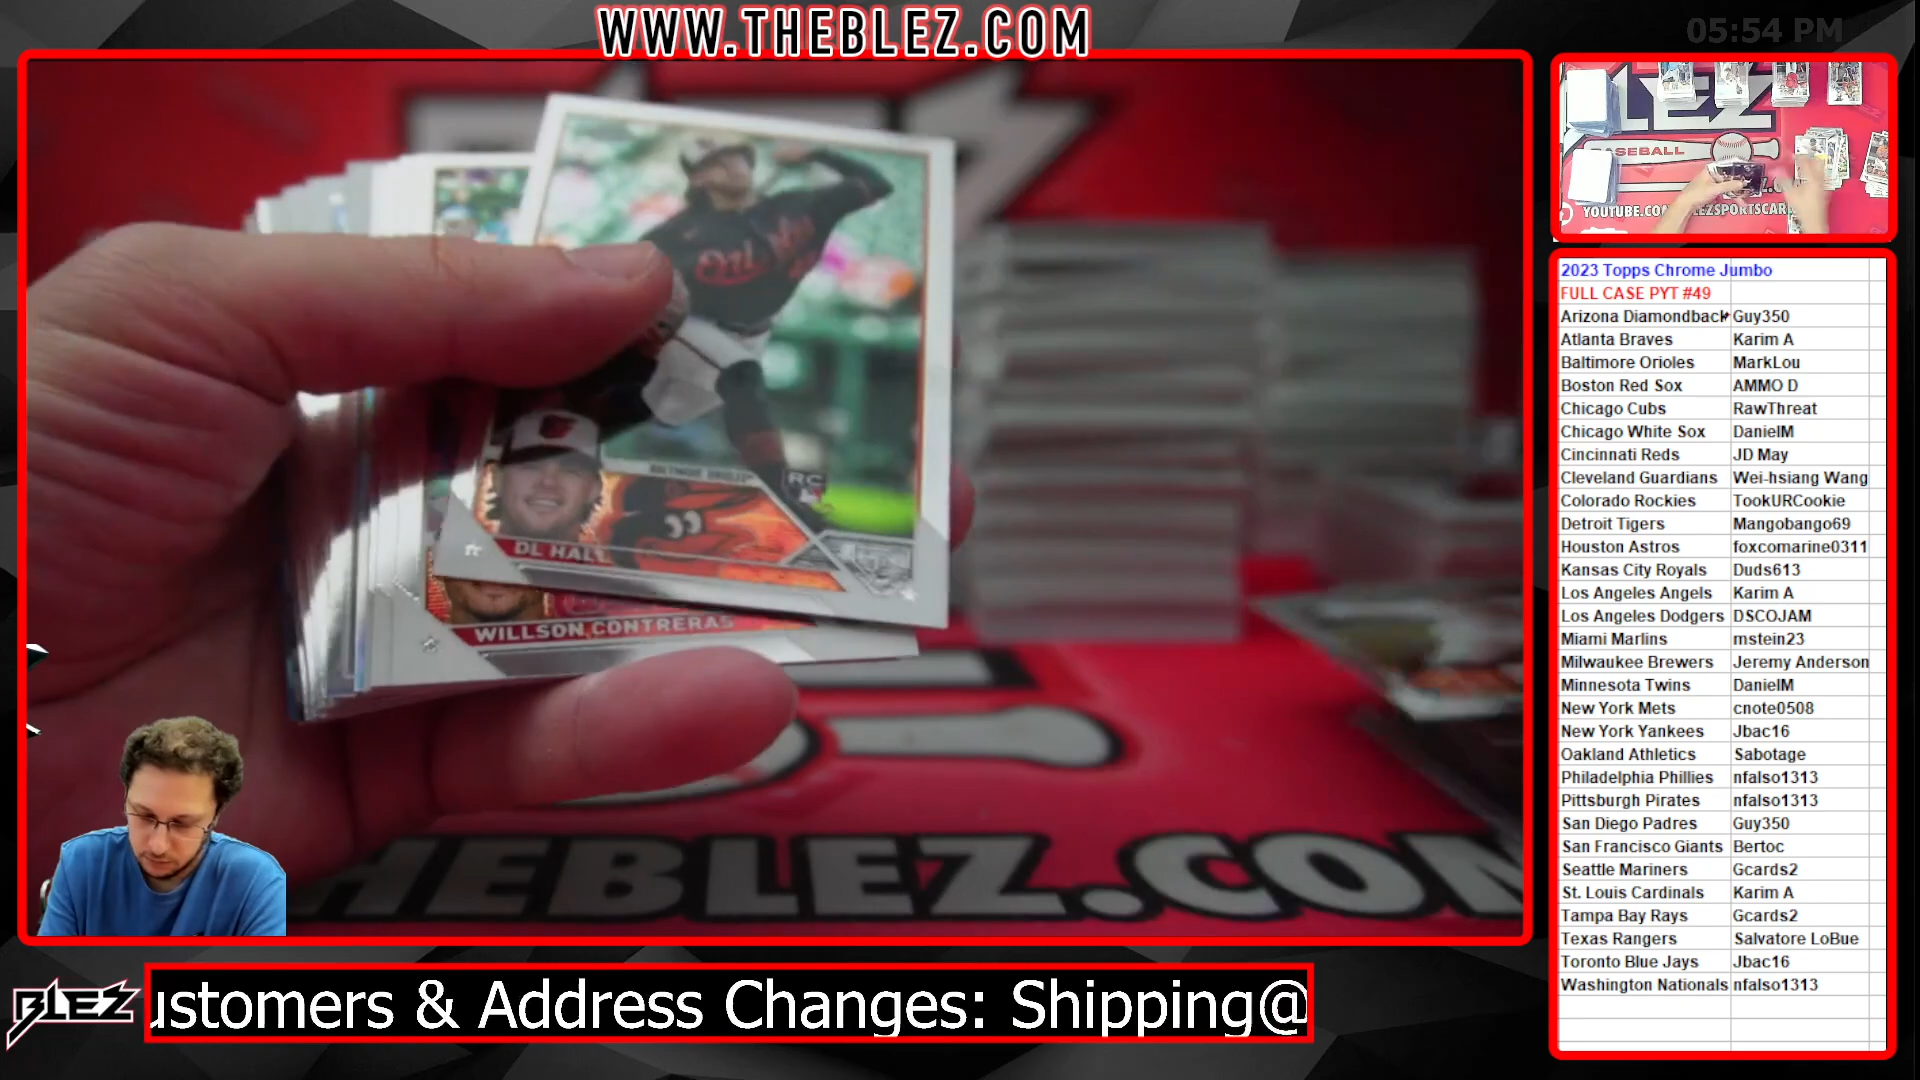 WWW.THEBLEZ.COM
05:54 PM
BASEBALL
DL HALL
RC
WILLSON CONTRERAS
HEBLEZ.COM
2023 Topps Chrome Jumbo
FULL CASE PYT #49
Arizona Diamondback Guy350
Atlanta Braves Karim A
Baltimore Orioles MarkLou
Boston Red Sox AMMO D
Chicago Cubs RawThreat
Chicago White Sox DanielM
Cincinnati Reds JD May
Cleveland Guardians Wei-hsiang Wang
Colorado Rockies TookURCookie
Detroit Tigers Mangobango69
Houston Astros foxcomarine0311
Kansas City Royals Duds613
Los Angeles Angels Karim A
Los Angeles Dodgers DSCOJAM
Miami Marlins mstein23
Milwaukee Brewers Jeremy Anderson
Minnesota Twins DanielM
New York Mets cnote0508
New York Yankees Jbac16
Oakland Athletics Sabotage
Philadelphia Phillies nfalso1313
Pittsburgh Pirates nfalso1313
San Diego Padres Guy350
San Francisco Giants Bertoc
Seattle Mariners Gcards2
St. Louis Cardinals Karim A
Tampa Bay Rays Gcards2
Texas Rangers Salvatore LoBue
Toronto Blue Jays Jbac16
Washington Nationals nfalso1313
BLEZ
ustomers & Address Changes: Shipping@